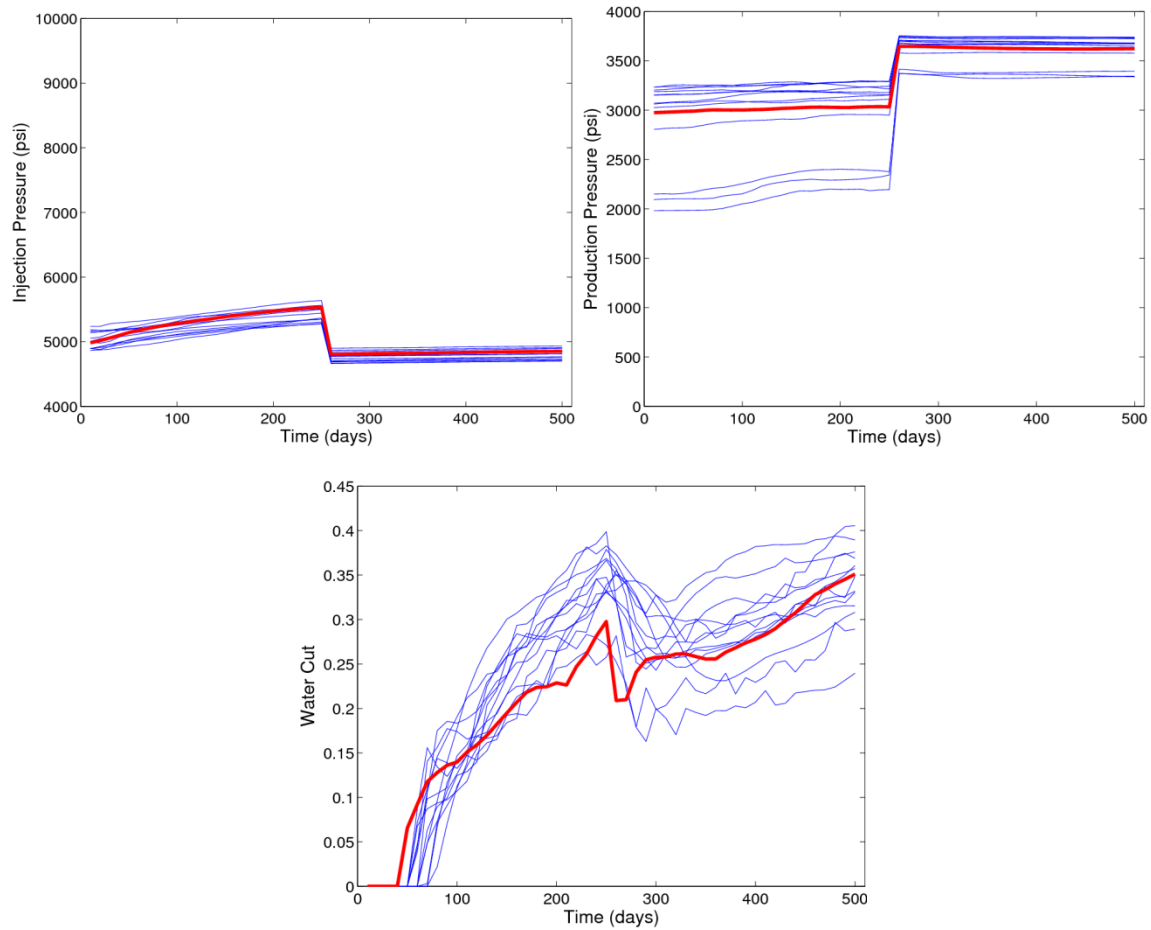 10000
9000
8000
7000
6000
5000
4000
Injection Pressure (psi)
0 100 200 300 400 500
Time (days)
4000
3500
3000
2500
2000
1500
1000
500
0
Production Pressure (psi)
0 100 200 300 400 500
Time (days)
0.45
0.4
0.35
0.3
0.25
0.2
0.15
0.1
0.05
0
Water Cut
0 100 200 300 400 500
Time (days)